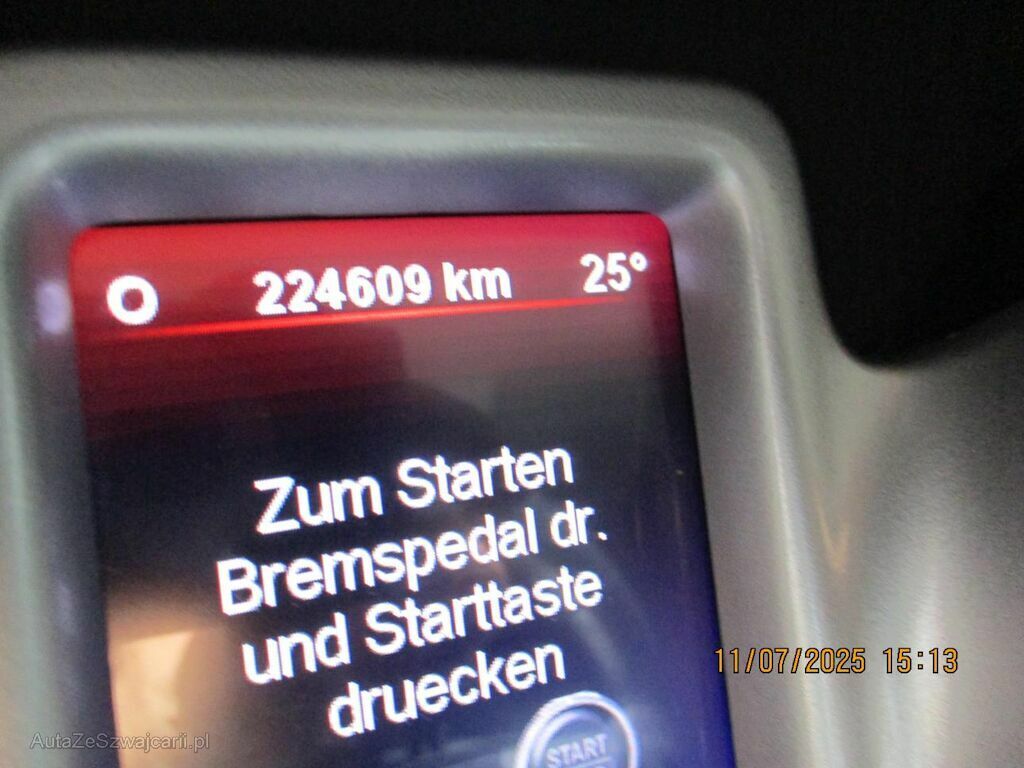 224609 km 25°
Zum Starten
Bremspedal dr.
und Starttaste
druecken
START
11/07/2025 15:13
AutaZeSzwajcarii.pl